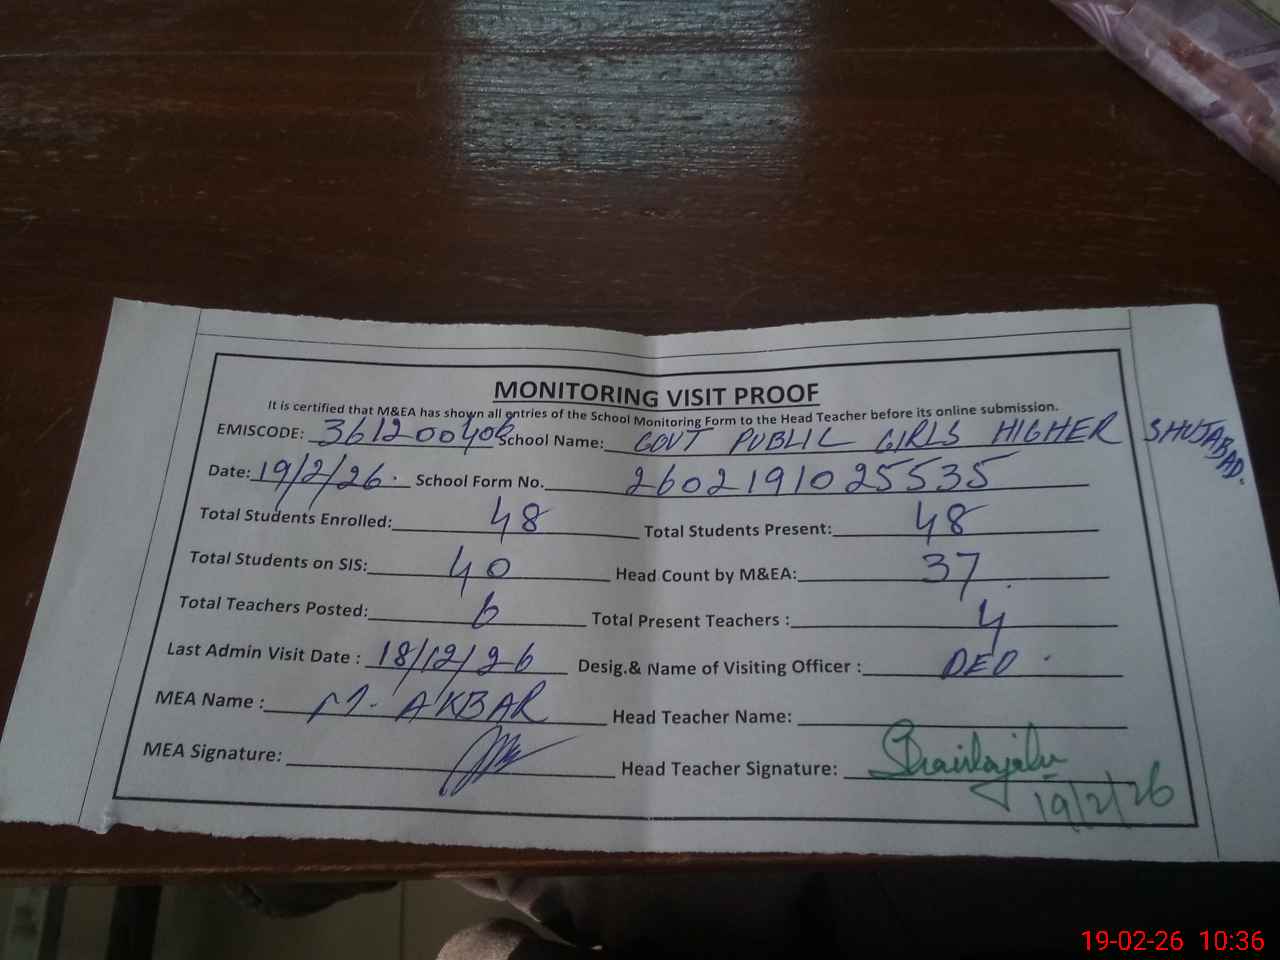 MONITORING VISIT PROOF
It is certified that M&EA has shown all entries of the School Monitoring Form to the Head Teacher before its online submission.
EMISCODE: 361200406 School Name: GOVT PUBLIC GIRLS HIGHER SHUJABAD.
Date: 19/2/26. School Form No. 260219102 5535
Total Students Enrolled: 48 Total Students Present: 48
Total Students on SIS: 40 Head Count by M&EA: 37
Total Teachers Posted: 6 Total Present Teachers : 4
Last Admin Visit Date : 18/12/26 Desig.& Name of Visiting Officer : DEO
MEA Name : M. AKBAR Head Teacher Name:
MEA Signature: Head Teacher Signature:
19/2/26
19-02-26 10:36